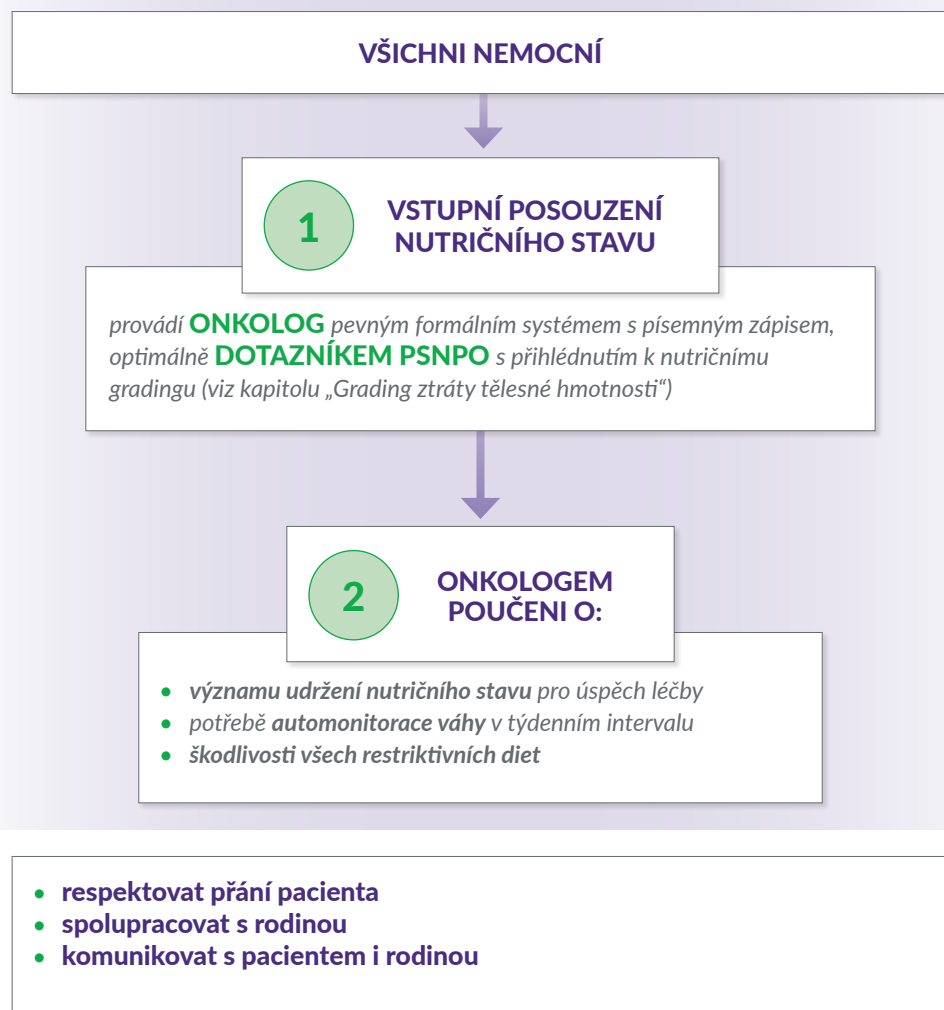 VŠICHNI NEMOCNÍ
1
VSTUPNÍ POSOUZENÍ
NUTRIČNÍHO STAVU
provádí ONKOLOG pevným formálním systémem s písemným zápisem,
optimálně DOTAZNÍKEM PSNPO s přihlédnutím k nutričnímu
gradingu (viz kapitolu „Grading ztráty tělesné hmotnosti“)
2
ONKOLOGEM
POUČENI O:
• významu udržení nutričního stavu pro úspěch léčby
• potřebě automonitorace váhy v týdenním intervalu
• škodlivosti všech restriktivních diet
• respektovat přání pacienta
• spolupracovat s rodinou
• komunikovat s pacientem i rodinou